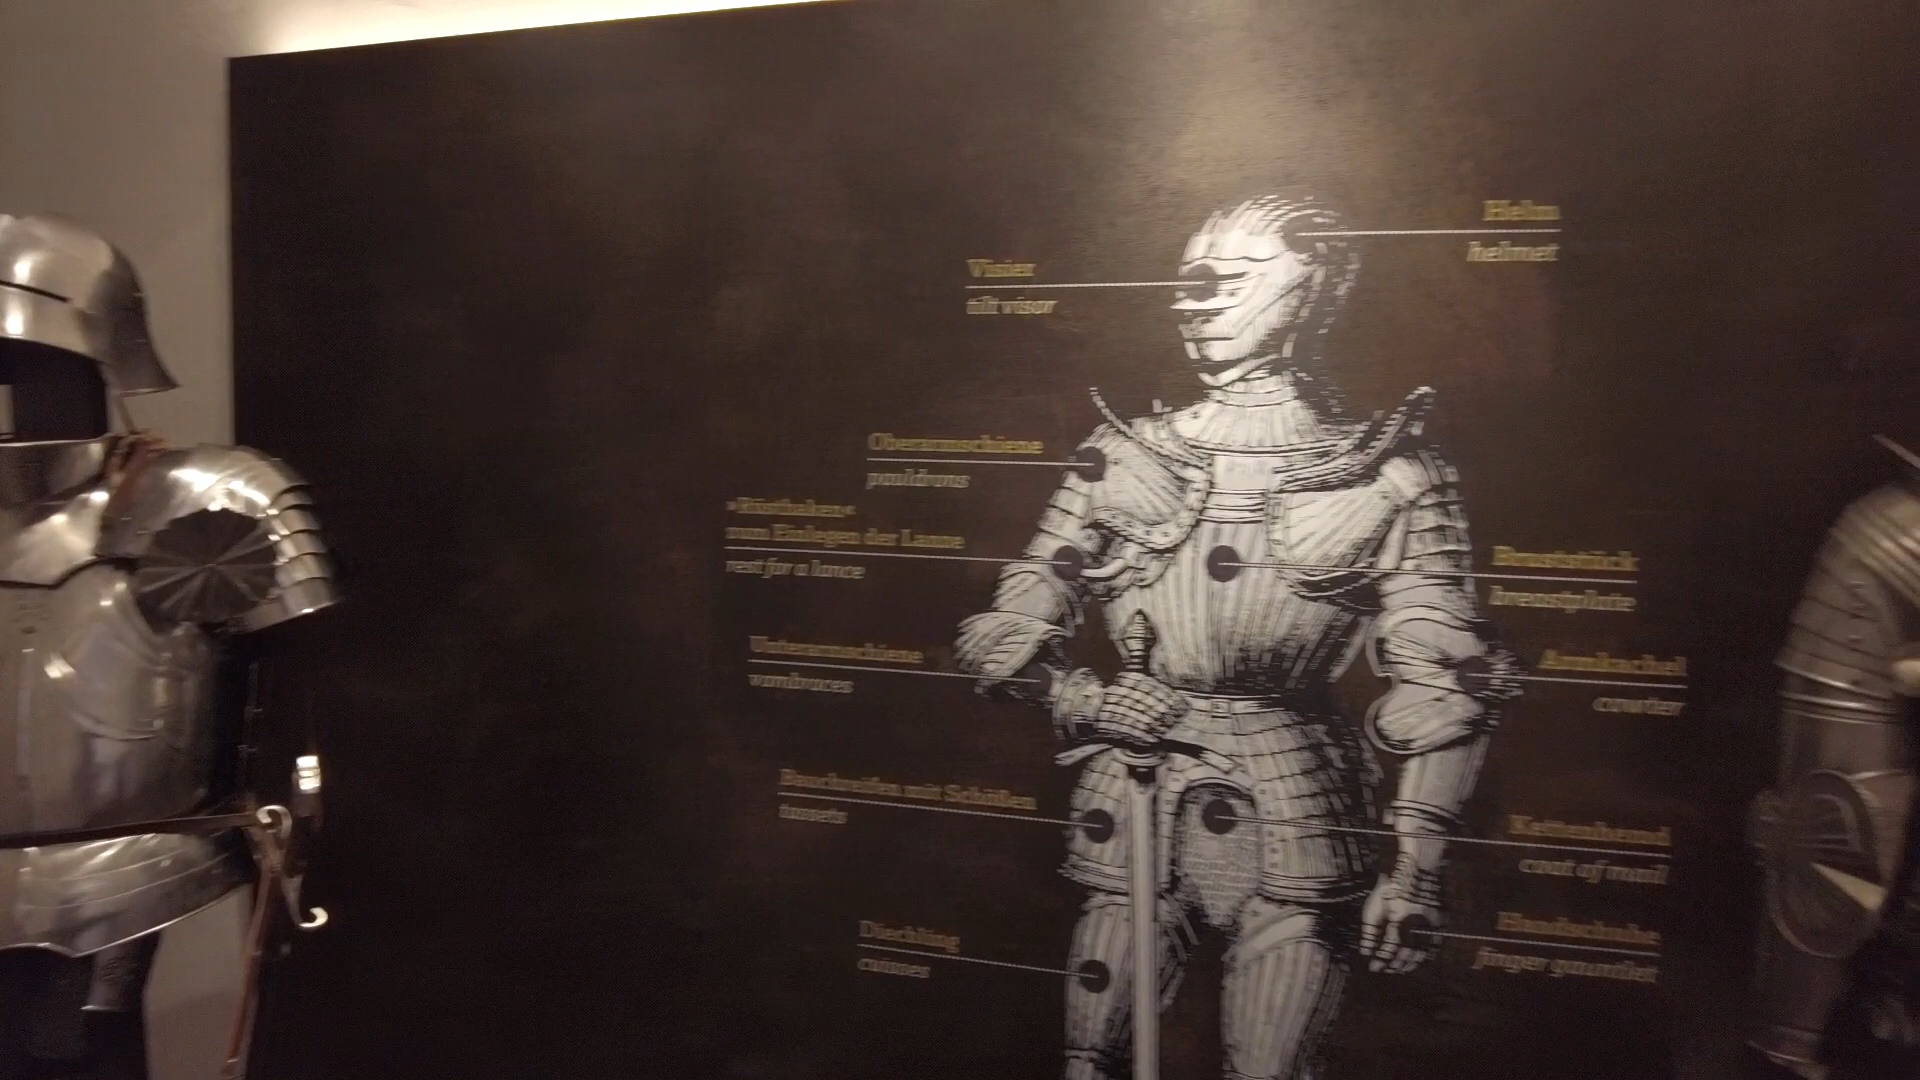 Helm
helmet
Visier
tilt visor
Oberarmschiene
pauldrons
»Rüsthaken«
zum Einlegen der Lanze
rest for a lance
Bruststück
breastplate
Unterarmschiene
vambraces
Armkachel
couter
Bauchreifen mit Schößen
tassets
Kettenhemd
coat of mail
Diechling
cuisses
Handschuhe
finger gauntlet